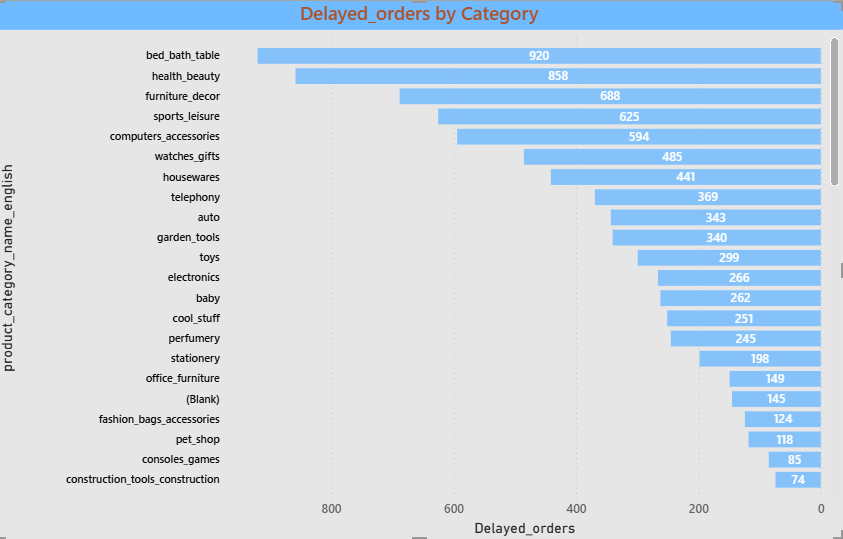 Delayed_orders by Category
product_category_name_english
bed_bath_table 920
health_beauty 858
furniture_decor 688
sports_leisure 625
computers_accessories 594
watches_gifts 485
housewares 441
telephony 369
auto 343
garden_tools 340
toys 299
electronics 266
baby 262
cool_stuff 251
perfumery 245
stationery 198
office_furniture 149
(Blank) 145
fashion_bags_accessories 124
pet_shop 118
consoles_games 85
construction_tools_construction 74
800 600 400 200 0
Delayed_orders